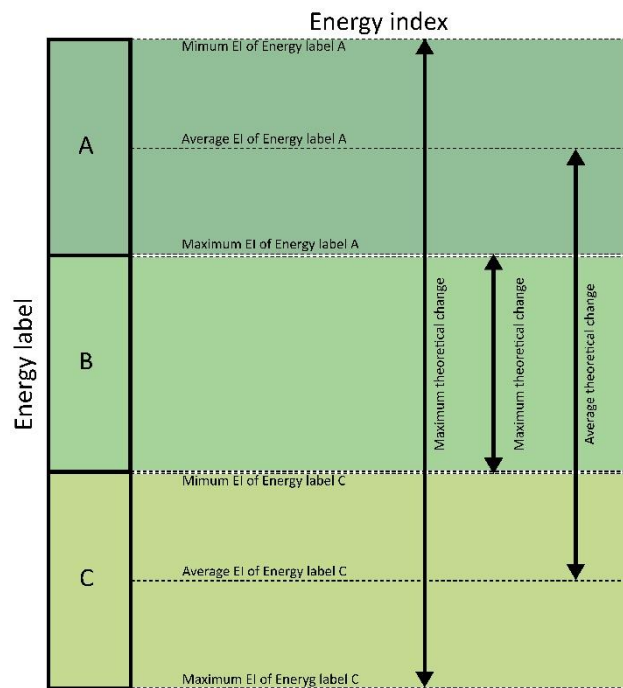 Energy index
Mimum EI of Energy label A
A
Average EI of Energy label A
Maximum EI of Energy label A
Energy label
B
Maximum theoretical change
Maximum theoretical change
Average theoretical change
Mimum EI of Energy label C
C
Average EI of Energy label C
Maximum EI of Eneryg label C